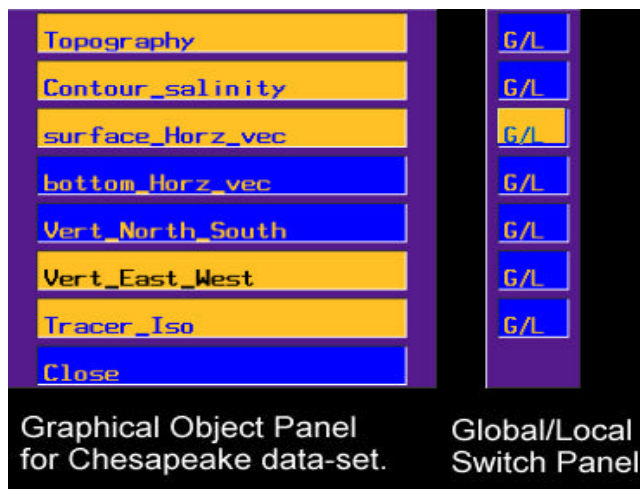 Topography G/L
Contour_salinity G/L
surface_Horz_vec G/L
bottom_Horz_vec G/L
Vert_North_South G/L
Vert_East_West G/L
Tracer_Iso G/L
Close
Graphical Object Panel
for Chesapeake data-set.
Global/Local
Switch Panel